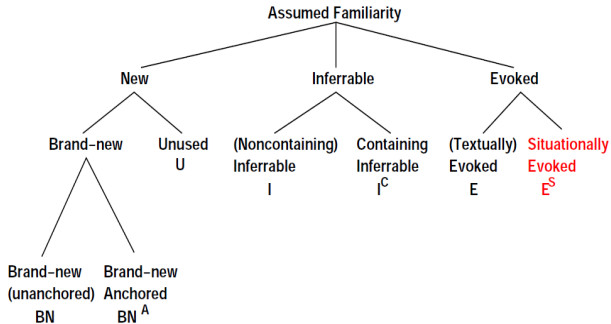 Assumed Familiarity
New Inferrable Evoked
Brand-new Unused (Noncontaining) Containing (Textually) Situationally
U Inferrable Inferrable Evoked Evoked
I I^C E E^S
Brand-new Brand-new
(unanchored) Anchored
BN BN^A